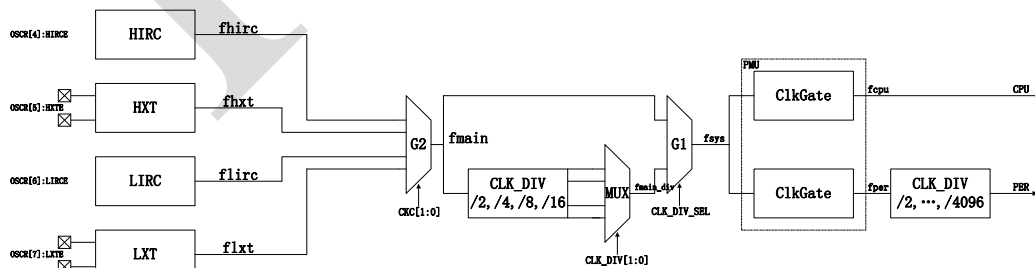 OSCR[4]:HIRCE
HIRC
fhirc
OSCR[5]:HXTE
HXT
fhxt
OSCR[6]:LIRCE
LIRC
flirc
OSCR[7]:LXTE
LXT
flxt
G2
CKC[1:0]
fmain
CLK_DIV
/2,/4,/8,/16
MUX
CLK_DIV[1:0]
fmain_div
G1
CLK_DIV_SEL
fsys
PMU
ClkGate
fcpu
CPU
ClkGate
fper
CLK_DIV
/2,…,/4096
PER